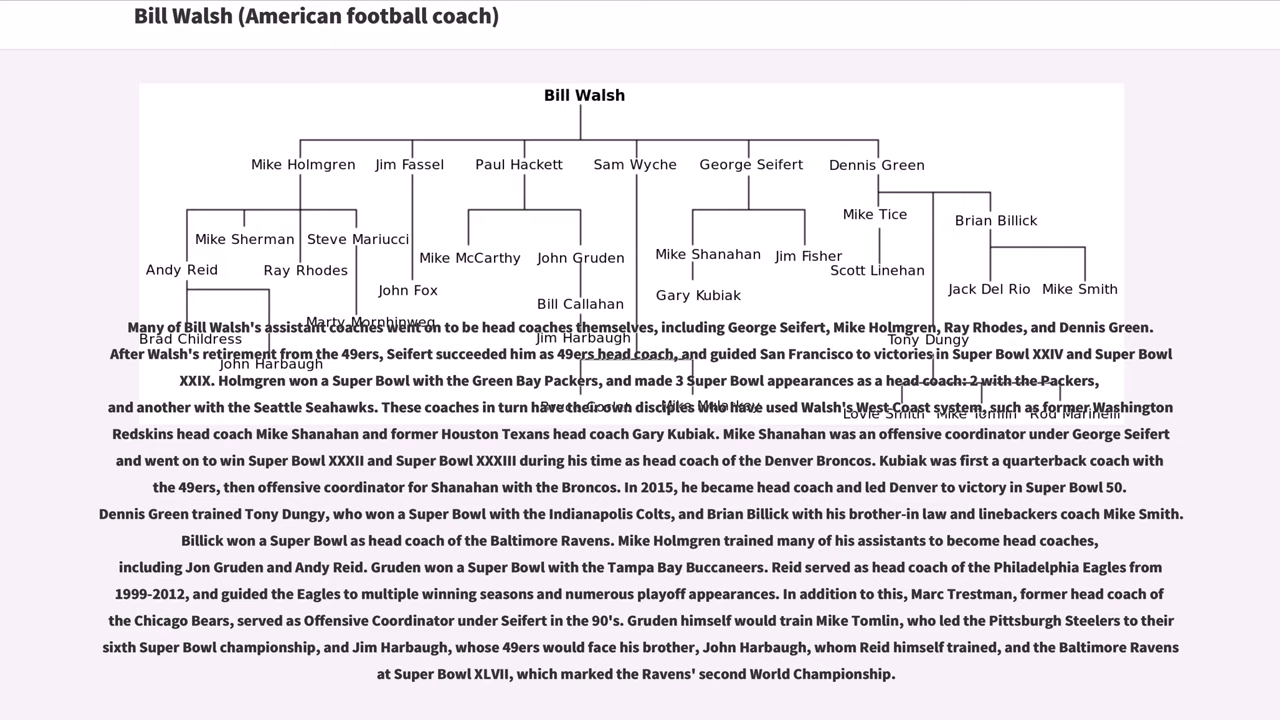 Bill Walsh (American football coach)
Bill Walsh
Mike Holmgren Jim Fassel Paul Hackett Sam Wyche George Seifert Dennis Green
Mike Tice Brian Billick
Mike Sherman Steve Mariucci
Mike McCarthy John Gruden Mike Shanahan Jim Fisher
Andy Reid Ray Rhodes Scott Linehan
John Fox Gary Kubiak Jack Del Rio Mike Smith
Bill Callahan
Marty Mornhinweg
Many of Bill Walsh's assistant coaches went on to be head coaches themselves, including George Seifert, Mike Holmgren, Ray Rhodes, and Dennis Green.
Brad Childress Jim Harbaugh Tony Dungy
After Walsh's retirement from the 49ers, Seifert succeeded him as 49ers head coach, and guided San Francisco to victories in Super Bowl XXIV and Super Bowl
John Harbaugh
XXIX. Holmgren won a Super Bowl with the Green Bay Packers, and made 3 Super Bowl appearances as a head coach: 2 with the Packers,
and another with the Seattle Seahawks. These coaches in turn have their own disciples who have used Walsh's West Coast system, such as former Washington
Lovie Smith Mike Tomlin Rod Marinelli
Redskins head coach Mike Shanahan and former Houston Texans head coach Gary Kubiak. Mike Shanahan was an offensive coordinator under George Seifert
and went on to win Super Bowl XXXII and Super Bowl XXXIII during his time as head coach of the Denver Broncos. Kubiak was first a quarterback coach with
the 49ers, then offensive coordinator for Shanahan with the Broncos. In 2015, he became head coach and led Denver to victory in Super Bowl 50.
Dennis Green trained Tony Dungy, who won a Super Bowl with the Indianapolis Colts, and Brian Billick with his brother-in law and linebackers coach Mike Smith.
Billick won a Super Bowl as head coach of the Baltimore Ravens. Mike Holmgren trained many of his assistants to become head coaches,
including Jon Gruden and Andy Reid. Gruden won a Super Bowl with the Tampa Bay Buccaneers. Reid served as head coach of the Philadelphia Eagles from
1999-2012, and guided the Eagles to multiple winning seasons and numerous playoff appearances. In addition to this, Marc Trestman, former head coach of
the Chicago Bears, served as Offensive Coordinator under Seifert in the 90's. Gruden himself would train Mike Tomlin, who led the Pittsburgh Steelers to their
sixth Super Bowl championship, and Jim Harbaugh, whose 49ers would face his brother, John Harbaugh, whom Reid himself trained, and the Baltimore Ravens
at Super Bowl XLVII, which marked the Ravens' second World Championship.